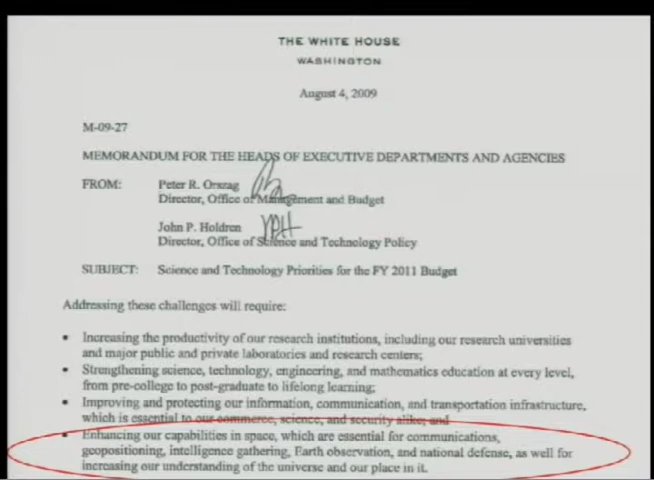 THE WHITE HOUSE
WASHINGTON
August 4, 2009
M-09-27
MEMORANDUM FOR THE HEADS OF EXECUTIVE DEPARTMENTS AND AGENCIES
FROM: Peter R. Orszag
Director, Office of Management and Budget
John P. Holdren
Director, Office of Science and Technology Policy
SUBJECT: Science and Technology Priorities for the FY 2011 Budget
Addressing these challenges will require:
• Increasing the productivity of our research institutions, including our research universities
and major public and private laboratories and research centers;
• Strengthening science, technology, engineering, and mathematics education at every level,
from pre-college to post-graduate to lifelong learning;
• Improving and protecting our information, communication, and transportation infrastructure,
which is essential to our commerce, science, and security alike; and
• Enhancing our capabilities in space, which are essential for communications,
geopositioning, intelligence gathering, Earth observation, and national defense, as well for
increasing our understanding of the universe and our place in it.